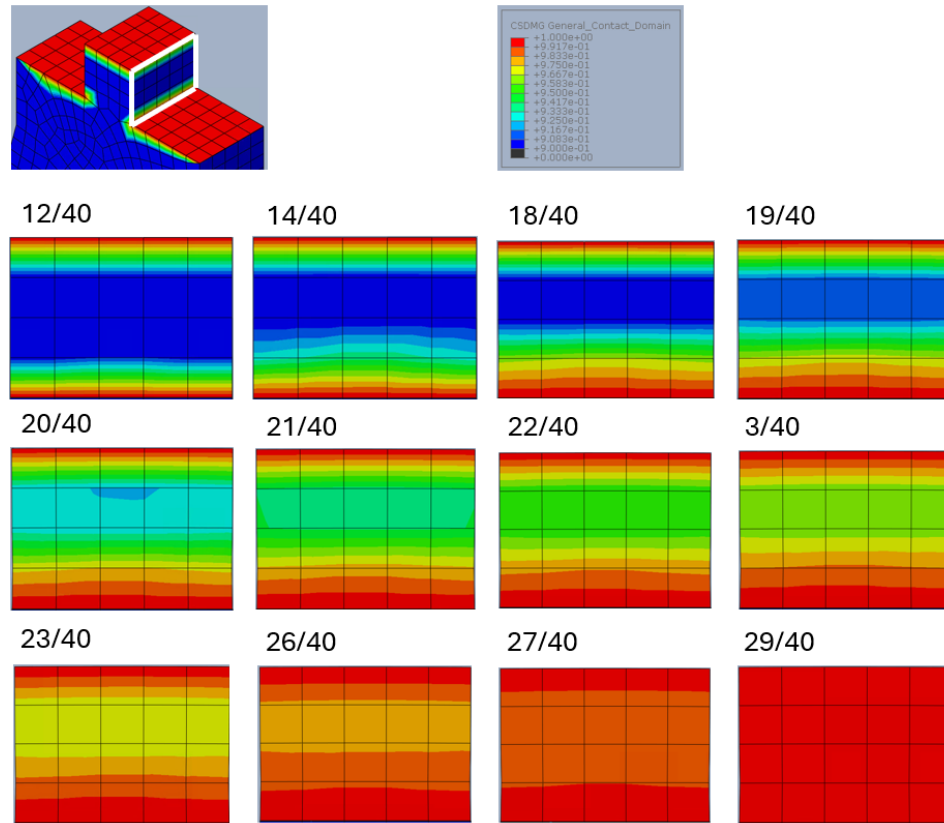 CSDMG General_Contact_Domain
+1.000e+00
+9.917e-01
+9.833e-01
+9.750e-01
+9.667e-01
+9.583e-01
+9.500e-01
+9.417e-01
+9.333e-01
+9.250e-01
+9.167e-01
+9.083e-01
+9.000e-01
+0.000e+00
12/40
14/40
18/40
19/40
20/40
21/40
22/40
3/40
23/40
26/40
27/40
29/40